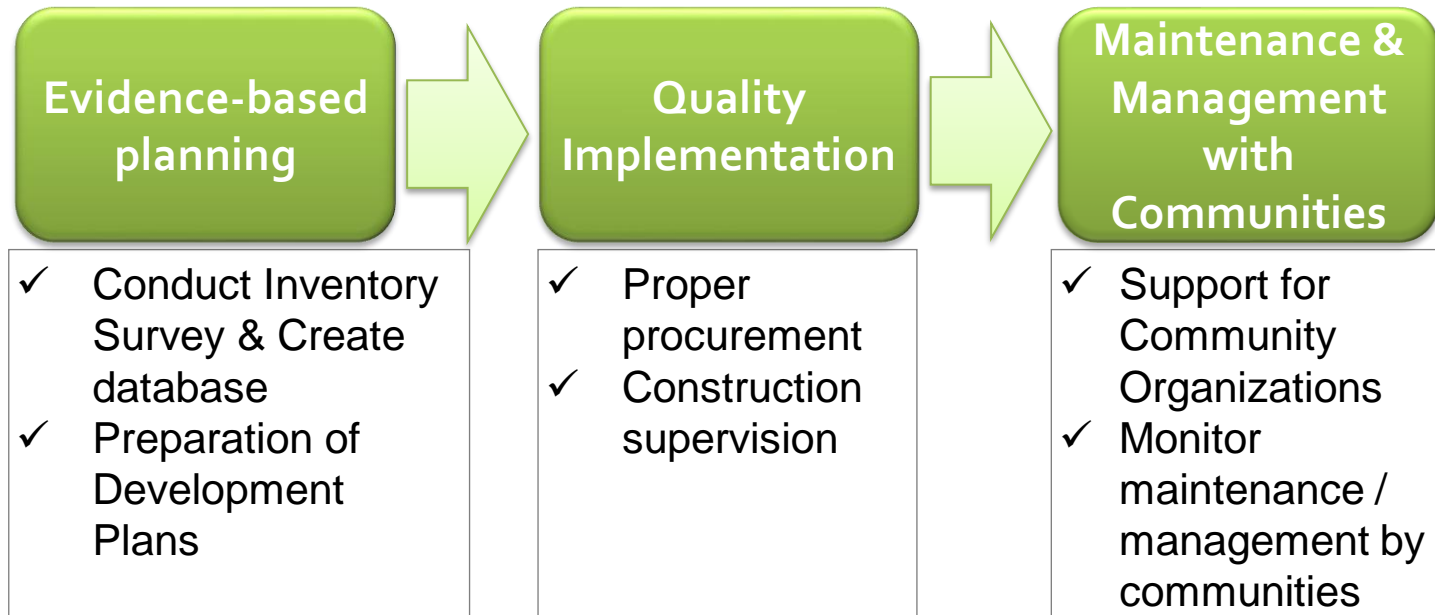 Evidence-based
planning
Quality
Implementation
Maintenance &
Management
with
Communities
✓ Conduct Inventory
Survey & Create
database
✓ Preparation of
Development
Plans
✓ Proper
procurement
✓ Construction
supervision
✓ Support for
Community
Organizations
✓ Monitor
maintenance /
management by
communities